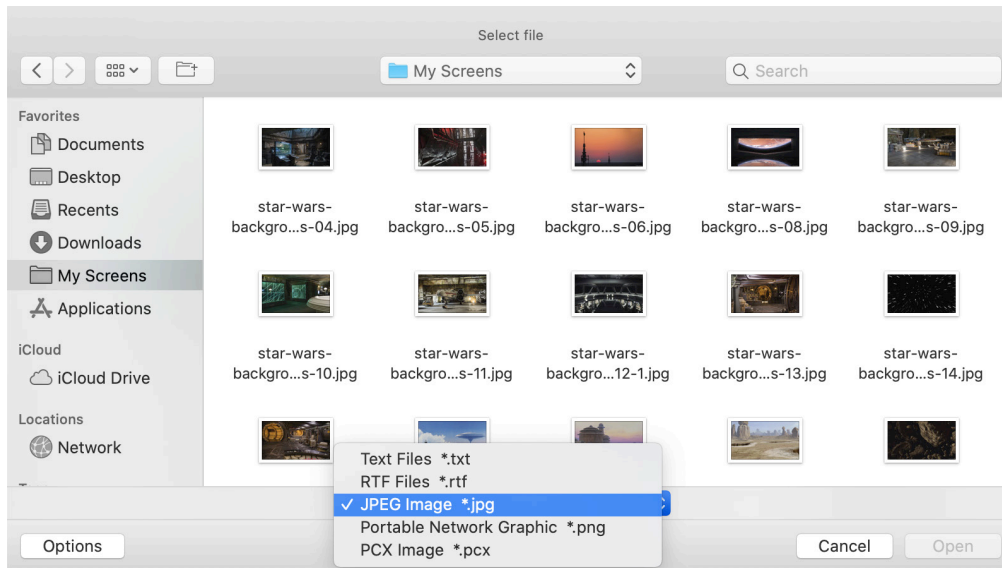 Select file
My Screens
Search
Favorites
Documents
Desktop
Recents
Downloads
My Screens
Applications
iCloud
iCloud Drive
Locations
Network
star-wars-
backgro...s-04.jpg
star-wars-
backgro...s-05.jpg
star-wars-
backgro...s-06.jpg
star-wars-
backgro...s-08.jpg
star-wars-
backgro...s-09.jpg
star-wars-
backgro...s-10.jpg
star-wars-
backgro...s-11.jpg
star-wars-
backgro...12-1.jpg
star-wars-
backgro...s-13.jpg
star-wars-
backgro...s-14.jpg
Text Files *.txt
RTF Files *.rtf
JPEG Image *.jpg
Portable Network Graphic *.png
PCX Image *.pcx
Options
Cancel
Open